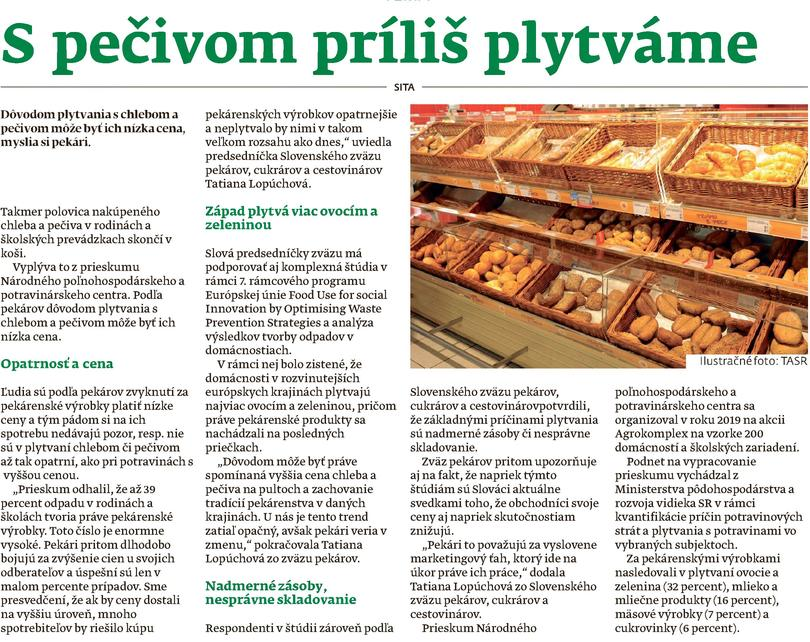 S pečivom príliš plytváme
SITA
Dôvodom plytvania s chlebom a
pečivom môže byť ich nízka cena,
myslia si pekári.
Takmer polovica nakúpeného
chleba a pečiva v rodinách a
školských prevádzkach skončí v
koši.
Vyplýva to z prieskumu
Národného poľnohospodárskeho a
potravinárskeho centra. Podľa
pekárov dôvodom plytvania s
chlebom a pečivom môže byť ich
nízka cena.
Opatrnosť a cena
Ľudia sú podľa pekárov zvyknutí za
pekárenské výrobky platiť nízke
ceny a tým pádom si na ich
spotrebu nedávajú pozor, resp. nie
sú v plytvaní chlebom či pečivom
až tak opatrní, ako pri potravinách s
vyššou cenou.
„Prieskum odhalil, že až 39
percent odpadu v rodinách a
školách tvoria práve pekárenské
výrobky. Toto číslo je enormne
vysoké. Pekári pritom dlhodobo
bojujú za zvýšenie cien u svojich
odberateľov a úspešní sú len v
malom percente prípadov. Sme
presvedčení, že ak by ceny dostali
na vyššiu úroveň, mnoho
spotrebiteľov by riešilo kúpu
pekárenských výrobkov opatrnejšie
a neplytvalo by nimi v takom
veľkom rozsahu ako dnes,“ uviedla
predsedníčka Slovenského zväzu
pekárov, cukrárov a cestovinárov
Tatiana Lopúchová.
Západ plytvá viac ovocím a
zeleninou
Slová predsedníčky zväzu má
podporovať aj komplexná štúdia v
rámci 7. rámcového programu
Európskej únie Food Use for social
Innovation by Optimising Waste
Prevention Strategies a analýza
výsledkov tvorby odpadov v
domácnostiach.
V rámci nej bolo zistené, že
domácnosti v rozvinutejších
európskych krajinách plytvajú
najviac ovocím a zeleninou, pričom
práve pekárenské produkty sa
nachádzali na posledných
priečkach.
„Dôvodom môže byť práve
spomínaná vyššia cena chleba a
pečiva na pultoch a zachovanie
tradícií pekárenstva v daných
krajinách. U nás je tento trend
zatiaľ opačný, avšak pekári veria v
zmenu,“ pokračovala Tatiana
Lopúchová zo zväzu pekárov.
Nadmerné zásoby,
nesprávne skladovanie
Respondenti v štúdii zároveň podľa
Ilustračné foto: TASR
Slovenského zväzu pekárov,
cukrárov a cestovinárovpotvrdili,
že základnými príčinami plytvania
sú nadmerné zásoby či nesprávne
skladovanie.
Zväz pekárov pritom upozorňuje
aj na fakt, že napriek týmto
štúdiám sú Slováci aktuálne
svedkami toho, že obchodníci svoje
ceny aj napriek skutočnostiam
znižujú.
„Pekári to považujú za vyslovene
marketingový ťah, ktorý ide na
úkor práce ich práce,“ dodala
Tatiana Lopúchová zo Slovenského
zväzu pekárov, cukrárov a
cestovinárov.
Prieskum Národného
poľnohospodárskeho a
potravinárskeho centra sa
organizoval v roku 2019 na akcii
Agrokomplex na vzorke 200
domácností a školských zariadení.
Podnet na vypracovanie
prieskumu vychádzal z
Ministerstva pôdohospodárstva a
rozvoja vidieka SR v rámci
kvantifikácie príčin potravinových
strát a plytvania s potravinami vo
vybraných subjektoch.
Za pekárenskými výrobkami
nasledovali v plytvaní ovocie a
zelenina (32 percent), mlieko a
mliečne produkty (16 percent),
mäsové výrobky (7 percent) a
cukrovinky (6 percent).